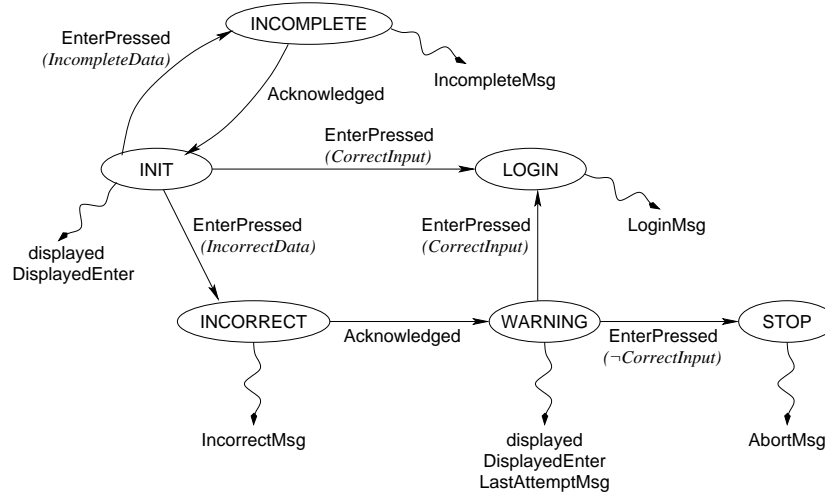 INCOMPLETE
EnterPressed
(IncompleteData)
IncompleteMsg
Acknowledged
EnterPressed
(CorrectInput)
INIT
LOGIN
EnterPressed
(IncorrectData)
EnterPressed
(CorrectInput)
LoginMsg
displayed
DisplayedEnter
INCORRECT
Acknowledged
WARNING
EnterPressed
(¬CorrectInput)
STOP
IncorrectMsg
displayed
DisplayedEnter
LastAttemptMsg
AbortMsg